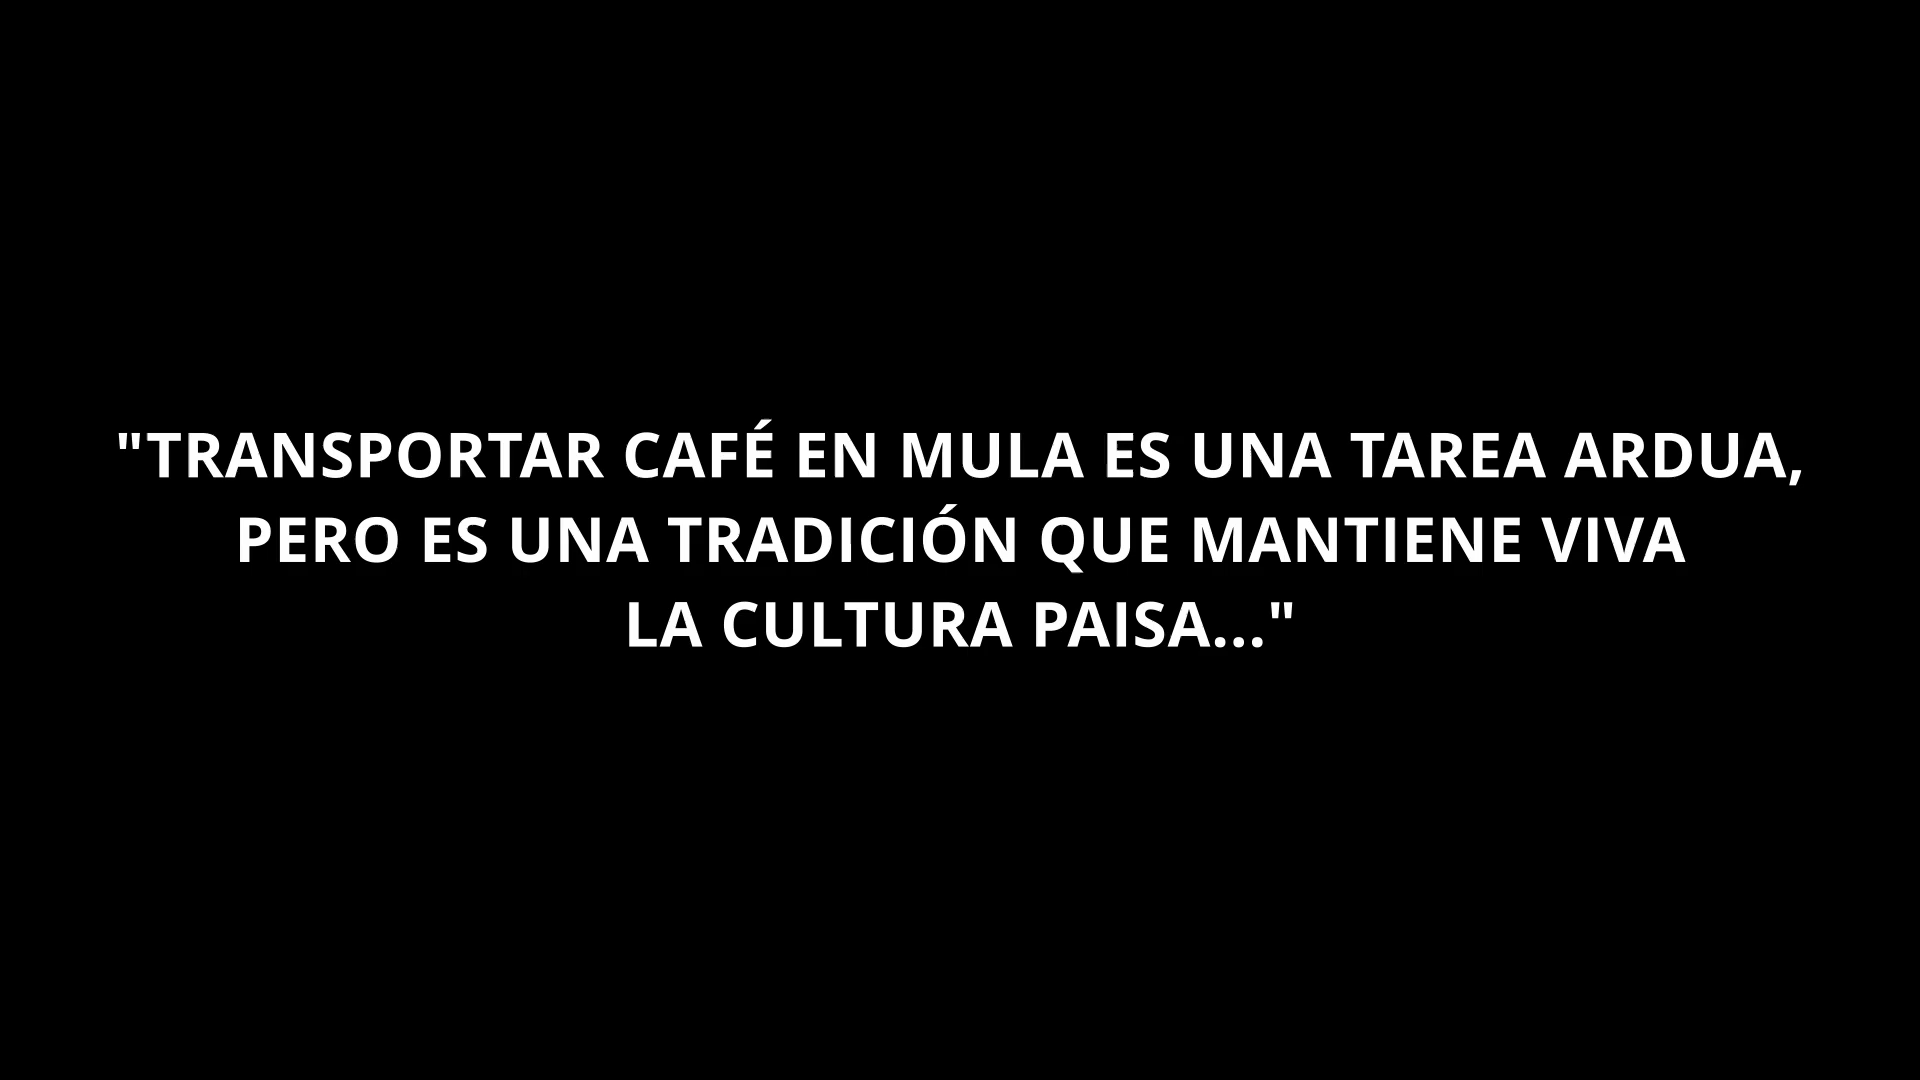 "TRANSPORTAR CAFÉ EN MULA ES UNA TAREA ARDUA,
PERO ES UNA TRADICIÓN QUE MANTIENE VIVA
LA CULTURA PAISA..."